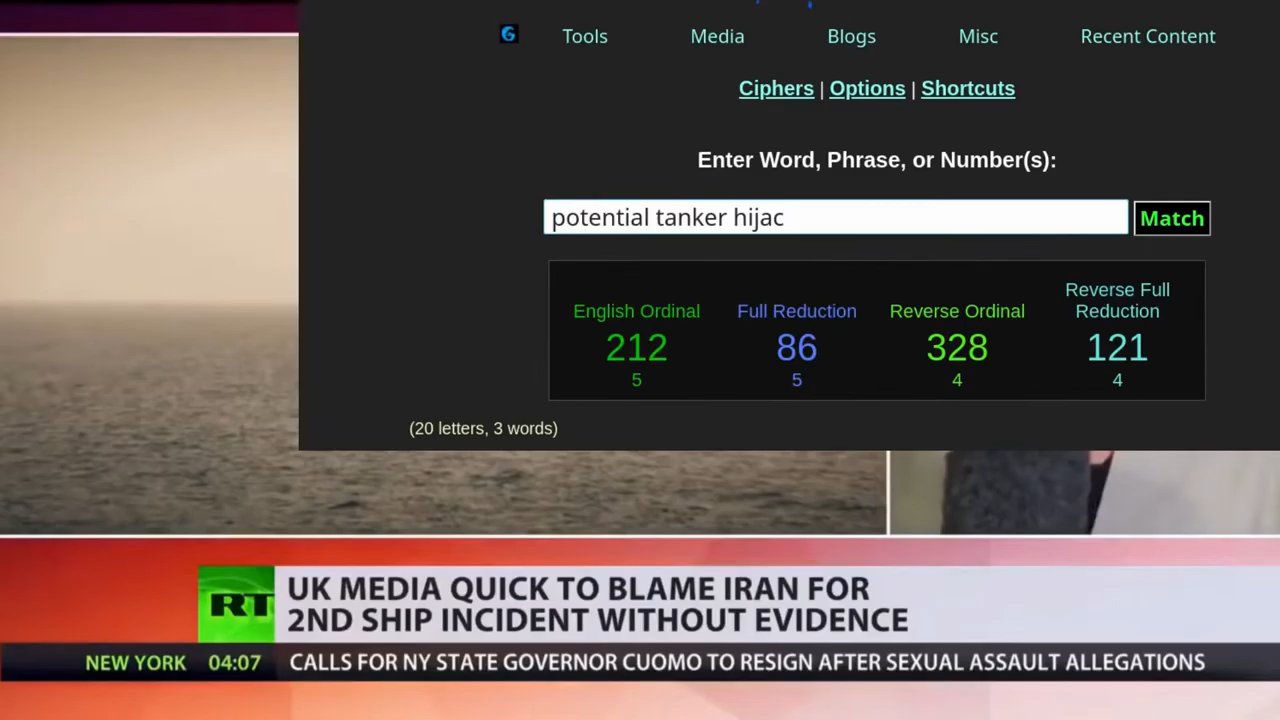 Tools Media Blogs Misc Recent Content
Ciphers | Options | Shortcuts
Enter Word, Phrase, or Number(s):
potential tanker hijac Match
English Ordinal Full Reduction Reverse Ordinal Reverse Full Reduction
212 86 328 121
5 5 4 4
(20 letters, 3 words)
RT UK MEDIA QUICK TO BLAME IRAN FOR
2ND SHIP INCIDENT WITHOUT EVIDENCE
NEW YORK 04:07 CALLS FOR NY STATE GOVERNOR CUOMO TO RESIGN AFTER SEXUAL ASSAULT ALLEGATIONS